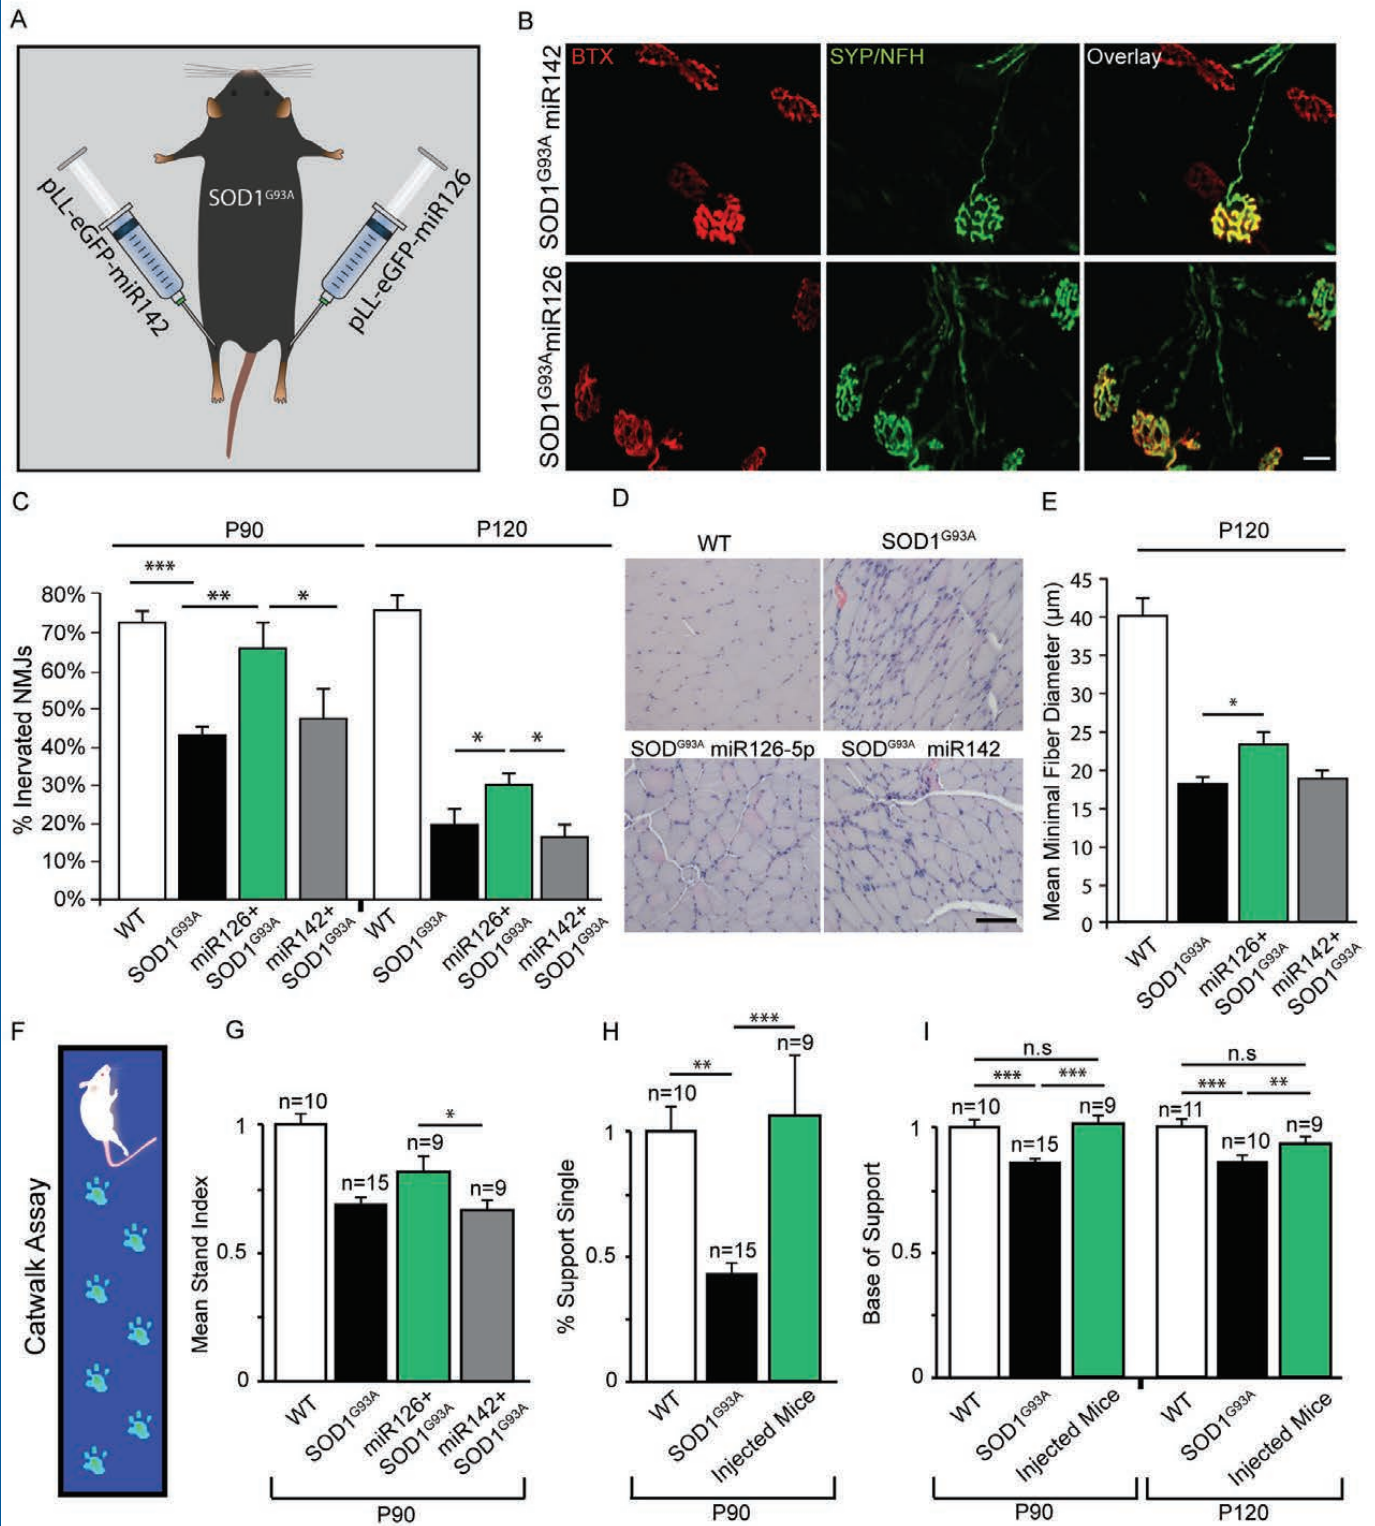 A
SOD1G93A
pLL-eGFP-miR142
pLL-eGFP-miR126
B
BTX
SYP/NFH
Overlay
SOD1G93A miR142
SOD1G93AmiR126
C
P90
P120
***
**
*
*
*
% Inervated NMJs
80%
70%
60%
50%
40%
30%
20%
10%
0%
WT
SOD1G93A
miR126+
SOD1G93A
miR142+
SOD1G93A
WT
SOD1G93A
miR126+
SOD1G93A
miR142+
SOD1G93A
D
WT
SOD1G93A
SODG93A miR126-5p
SODG93A miR142
E
P120
*
Mean Minimal Fiber Diameter (µm)
45
40
35
30
25
20
15
10
5
0
WT
SOD1G93A
miR126+
SOD1G93A
miR142+
SOD1G93A
F
Catwalk Assay
G
Mean Stand Index
1
0.5
0
n=10
n=15
n=9
*
n=9
WT
SOD1G93A
miR126+
SOD1G93A
miR142+
SOD1G93A
P90
H
% Support Single
1
0.5
0
***
**
n=10
n=15
n=9
WT
SOD1G93A
Injected Mice
P90
I
Base of Support
1
0.5
0
n.s
***
***
n=10
n=15
n=9
n.s
***
**
n=11
n=10
n=9
WT
SOD1G93A
Injected Mice
WT
SOD1G93A
Injected Mice
P90
P120